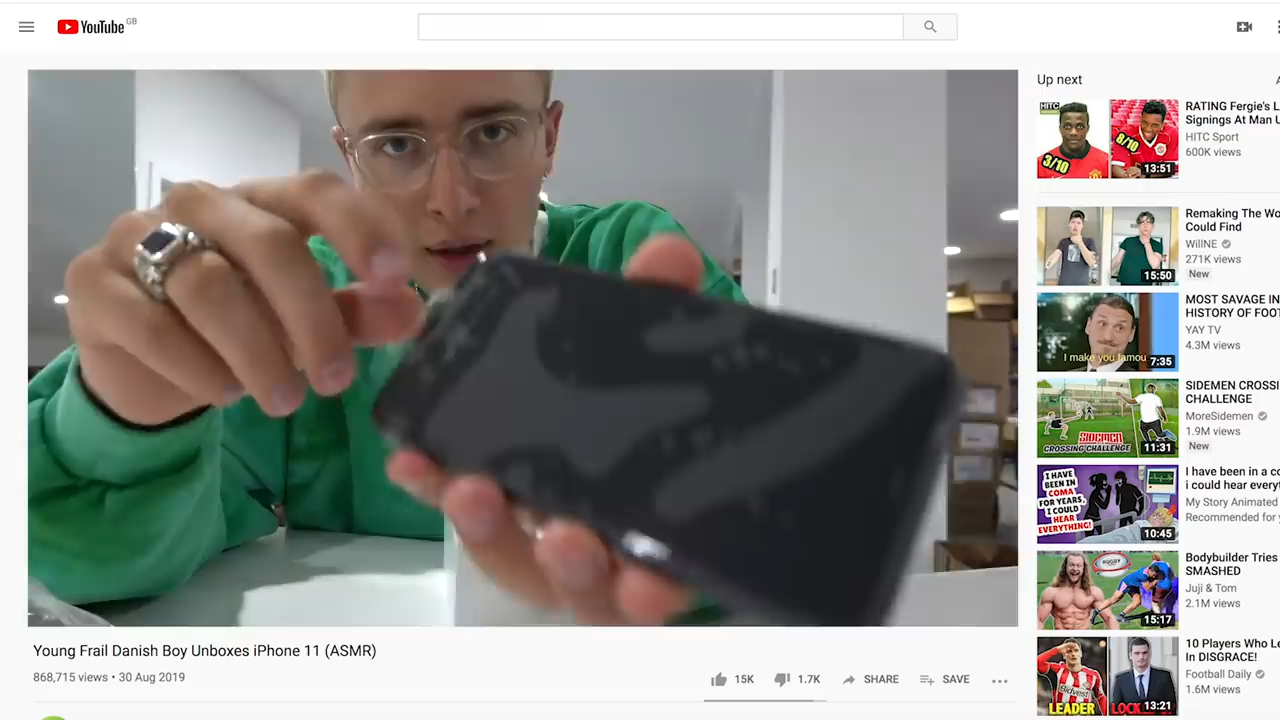 YouTube GB
Up next
RATING Fergie's L
Signings At Man U
HITC Sport
600K views
HITC
3/10
8/10
13:51
Remaking The Wo
Could Find
WillNE
271K views
New
15:50
MOST SAVAGE IN
HISTORY OF FOO
YAY TV
4.3M views
I make you famou
7:35
SIDEMEN CROSSI
CHALLENGE
MoreSidemen
1.9M views
New
SIDEMEN
CROSSING CHALLENGE
11:31
I have been in a co
i could hear everyt
My Story Animated
Recommended for y
I HAVE
BEEN IN
COMA
FOR YEARS,
I COULD
HEAR
EVERYTHING!
10:45
Bodybuilder Tries
SMASHED
Juji & Tom
2.1M views
RUGBY
15:17
10 Players Who Le
In DISGRACE!
Football Daily
1.6M views
Bidvest
LEADER
LOCK
13:21
Young Frail Danish Boy Unboxes iPhone 11 (ASMR)
868,715 views • 30 Aug 2019
15K
1.7K
SHARE
SAVE